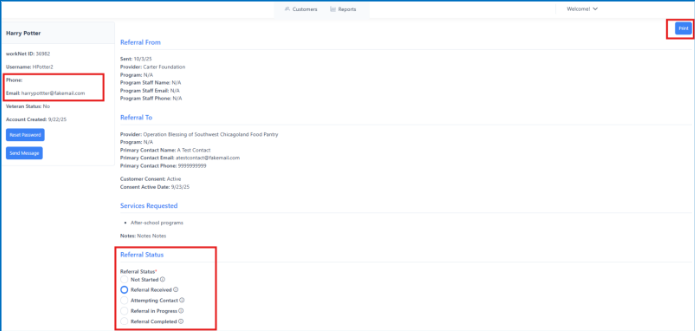 Customers
Reports
Welcome!
Print
Harry Potter
workNet ID: 36982
Username: HPotter2
Phone:
Email: harrypotter@fakemail.com
Veteran Status: No
Account Created: 9/22/25
Reset Password
Send Message
Referral From
Sent: 10/3/25
Provider: Carter Foundation
Program: N/A
Program Staff Name: N/A
Program Staff Email: N/A
Program Staff Phone: N/A
Referral To
Provider: Operation Blessing of Southwest Chicagoland Food Pantry
Program: N/A
Primary Contact Name: A Test Contact
Primary Contact Email: atestcontact@fakemail.com
Primary Contact Phone: 9999999999
Customer Consent: Active
Consent Active Date: 9/23/25
Services Requested
After-school programs
Notes: Notes Notes
Referral Status
Referral Status*
Not Started
Referral Received
Attempting Contact
Referral in Progress
Referral Completed